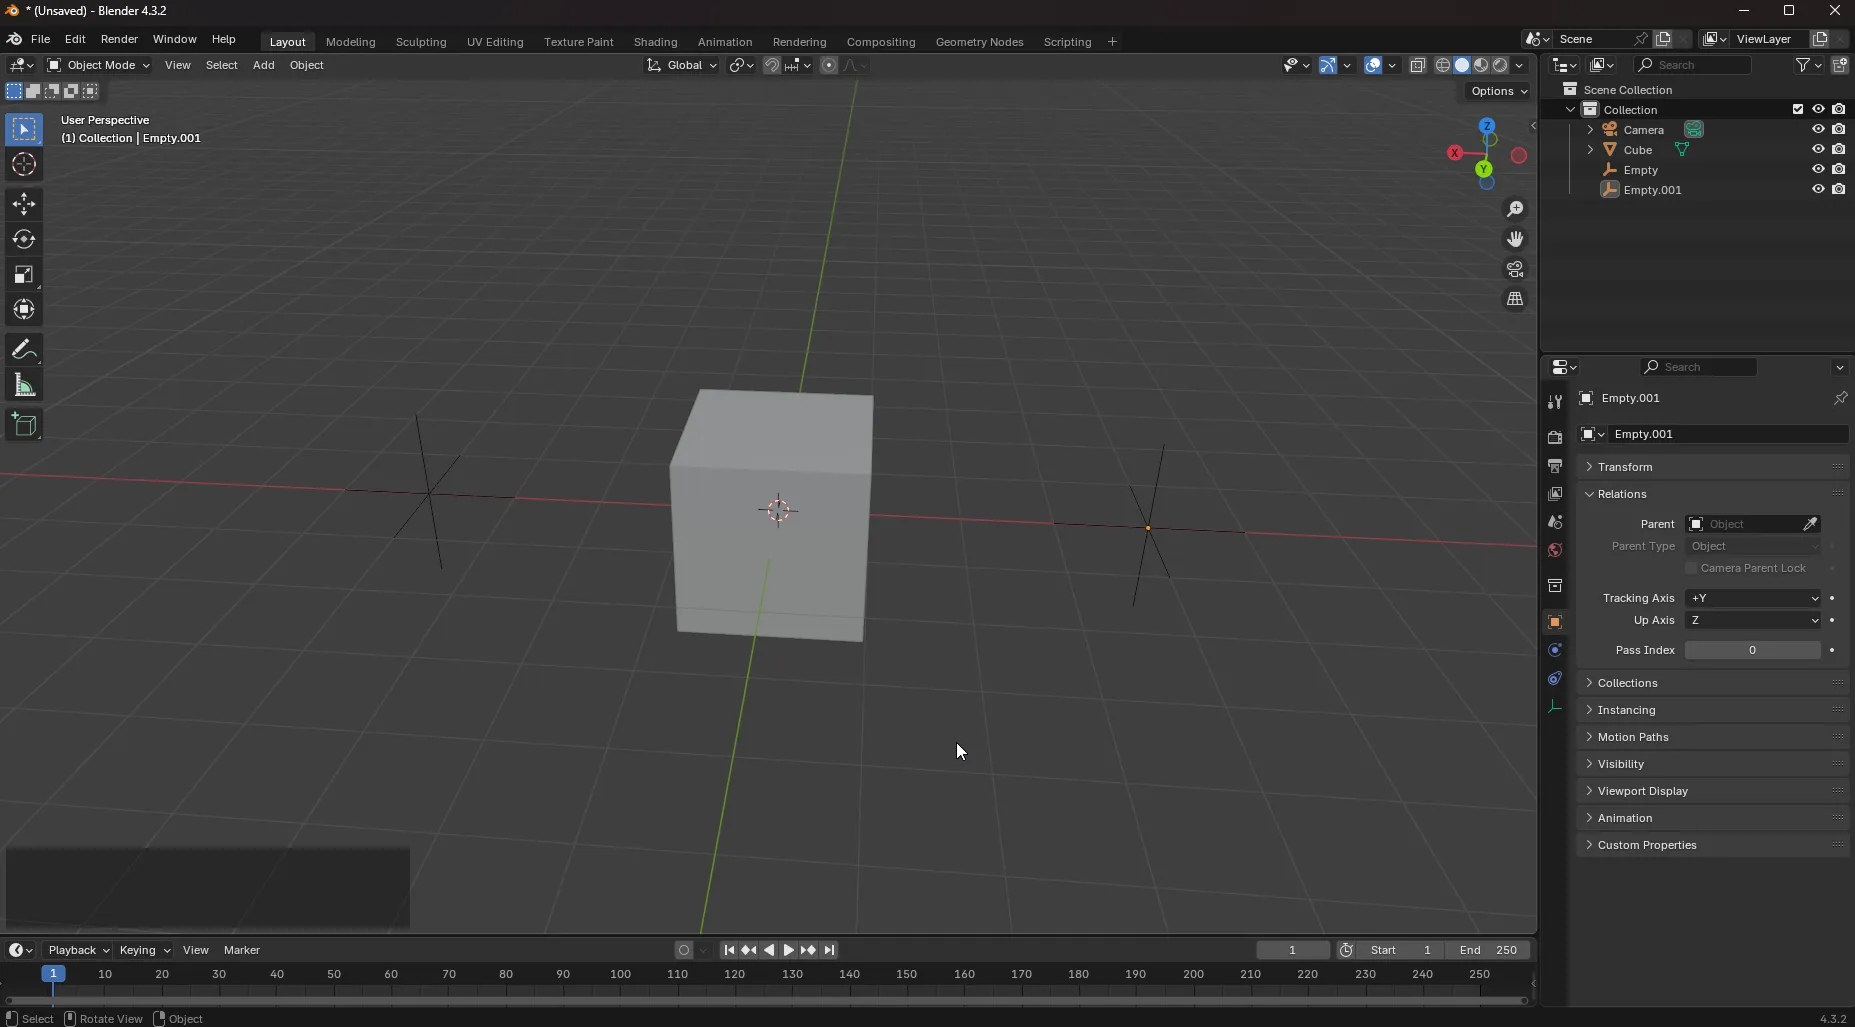 * (Unsaved) - Blender 4.3.2
File Edit Render Window Help Layout Modeling Sculpting UV Editing Texture Paint Shading Animation Rendering Compositing Geometry Nodes Scripting + Scene ViewLayer
Object Mode View Select Add Object Global Search
Options
User Perspective
(1) Collection | Empty.001
Z
X
Y
Scene Collection
Collection
Camera
Cube
Empty
Empty.001
Search
Empty.001
Empty.001
Transform
Relations
Parent Object
Parent Type Object
Camera Parent Lock
Tracking Axis +Y
Up Axis Z
Pass Index 0
Collections
Instancing
Motion Paths
Visibility
Viewport Display
Animation
Custom Properties
Playback Keying View Marker 1 Start 1 End 250
1 10 20 30 40 50 60 70 80 90 100 110 120 130 140 150 160 170 180 190 200 210 220 230 240 250
Select Rotate View Object 4.3.2